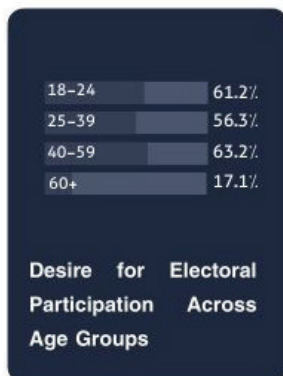 18-24 61.2%
25-39 56.3%
40-59 63.2%
60+ 17.1%
Desire for Electoral
Participation Across
Age Groups